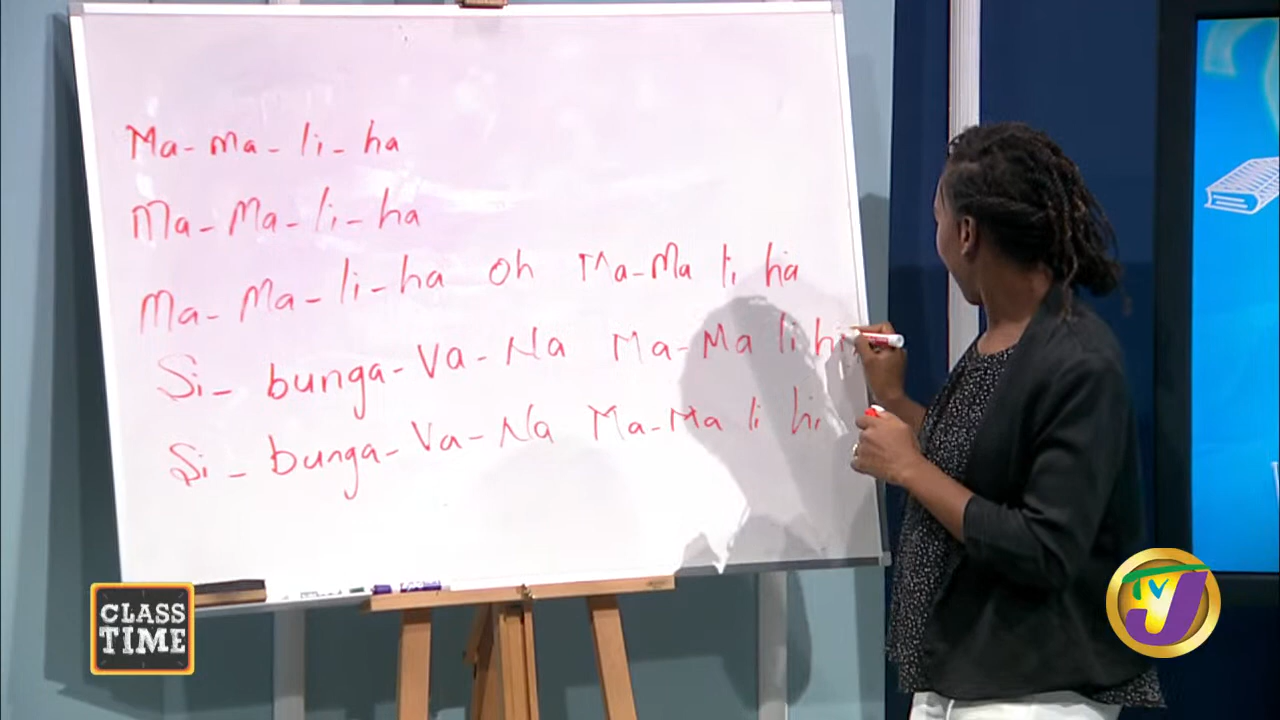 Ma- ma- li- ha
Ma- Ma- li- ha
Ma- Ma- li- ha Oh Ma- Ma li ha
Si- bunga- Va- Na Ma- Ma li hi
Si- bunga- Va- Na Ma- Ma li hi
CLASS
TIME
TVJ